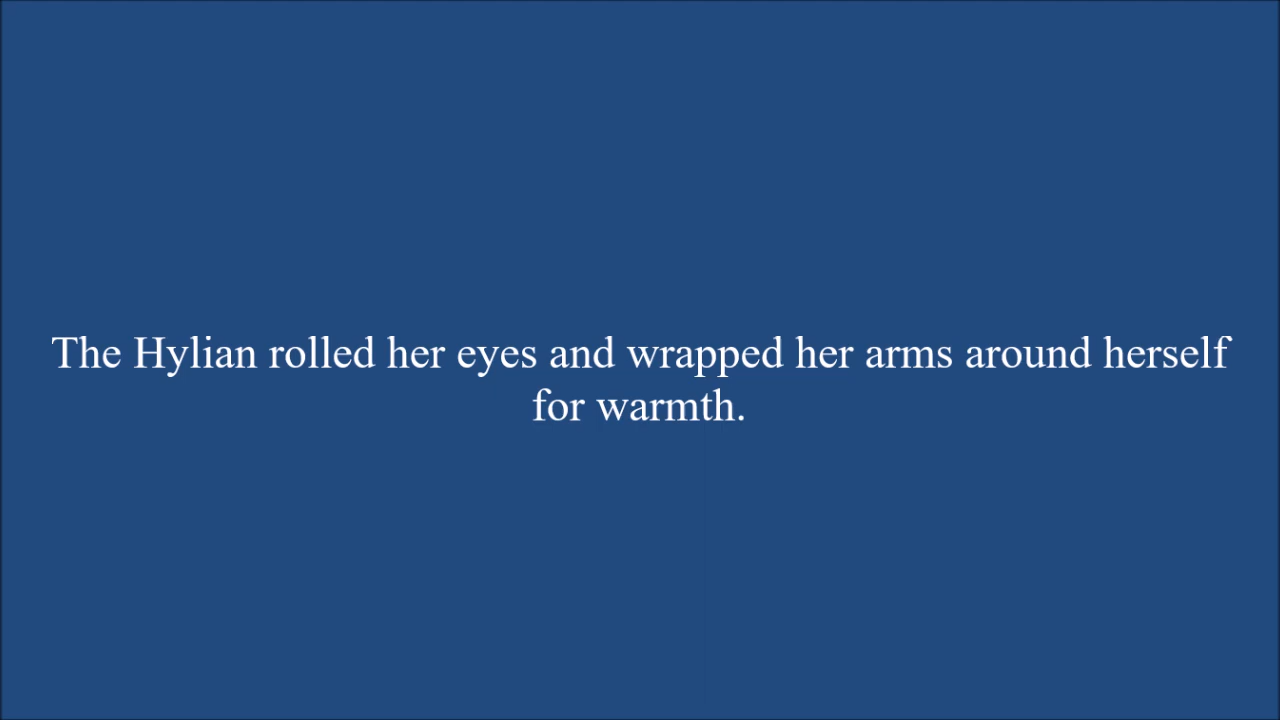 The Hylian rolled her eyes and wrapped her arms around herself
for warmth.